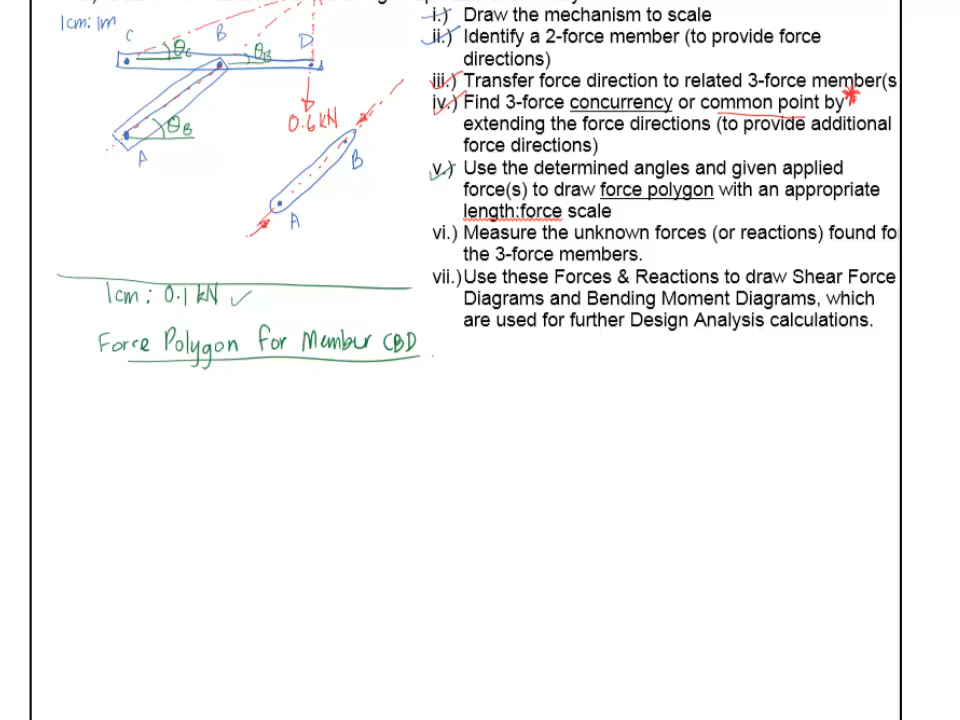 1cm: 1m
C
B
D
θc
θB
i.) Draw the mechanism to scale
ii.) Identify a 2-force member (to provide force
directions)
iii.) Transfer force direction to related 3-force member(s
iv.) Find 3-force concurrency or common point by*
extending the force directions (to provide additional
force directions)
0.6kN
θB
A
B
A
v.) Use the determined angles and given applied
force(s) to draw force polygon with an appropriate
length:force scale
vi.) Measure the unknown forces (or reactions) found fo
the 3-force members.
vii.) Use these Forces & Reactions to draw Shear Force
Diagrams and Bending Moment Diagrams, which
are used for further Design Analysis calculations.
1cm: 0.1 kN ✓
Force Polygon for Member CBD